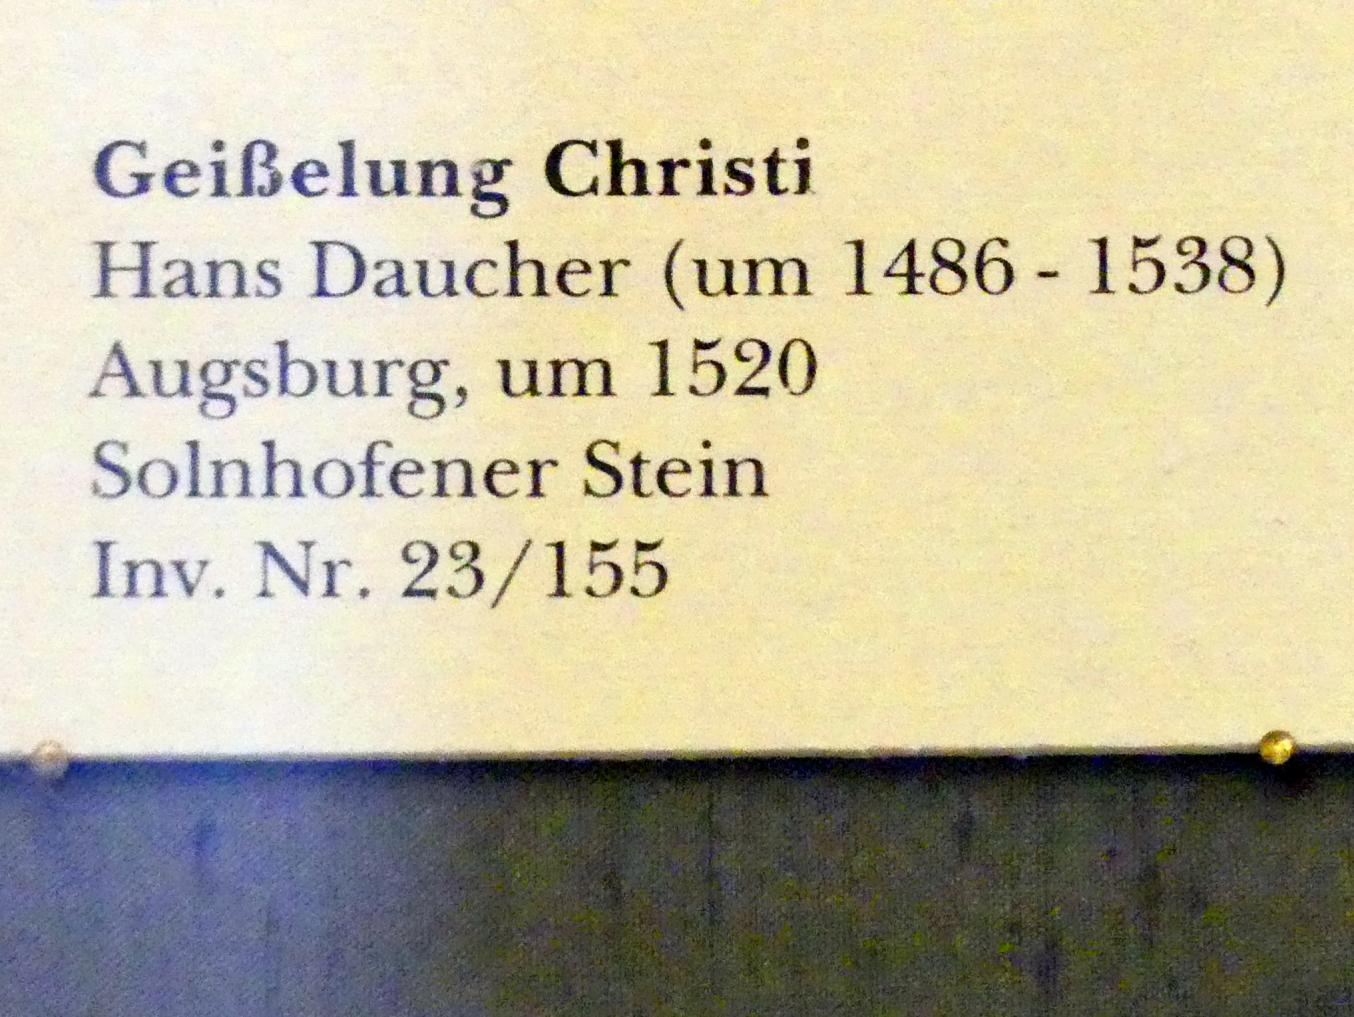 Geißelung Christi
Hans Daucher (um 1486 - 1538)
Augsburg, um 1520
Solnhofener Stein
Inv. Nr. 23/155